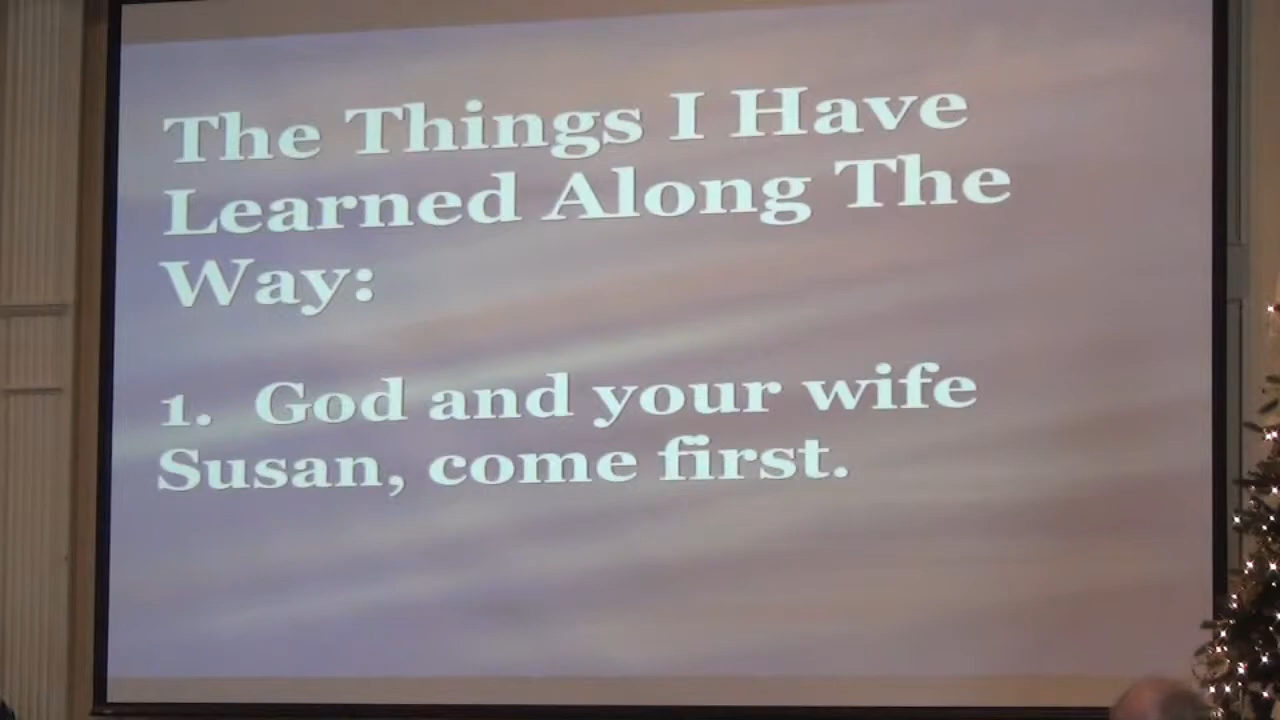 The Things I Have
Learned Along The
Way:
1. God and your wife
Susan, come first.